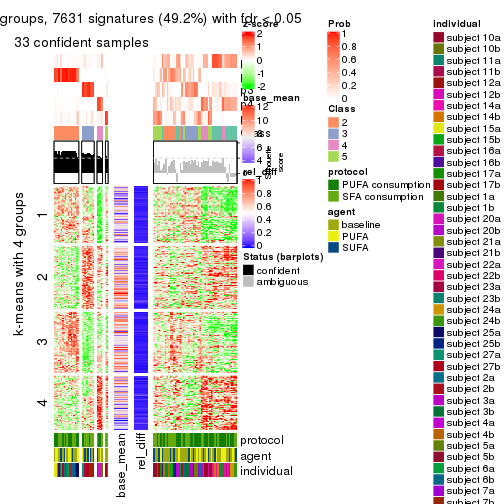 groups, 7631 signatures (49.2%) with fdr < 0.05
33 confident samples
k-means with 4 groups
1
2
3
4
base_mean
rel_diff
protocol
agent
individual
z-score
2
1
0
-1
-2
base_mean
12
10
8
6
4
Silhouette
score
rel_diff
1
0.8
0.6
0.4
0.2
0
Status (barplots)
confident
ambiguous
Prob
1
0.8
0.6
0.4
0.2
0
Class
2
3
4
5
protocol
PUFA consumption
SFA consumption
agent
baseline
PUFA
SUFA
individual
subject 10a
subject 10b
subject 11a
subject 11b
subject 12a
subject 12b
subject 14a
subject 14b
subject 15a
subject 15b
subject 16a
subject 16b
subject 17a
subject 17b
subject 1a
subject 1b
subject 20a
subject 20b
subject 21a
subject 21b
subject 22a
subject 22b
subject 23a
subject 23b
subject 24a
subject 24b
subject 25a
subject 25b
subject 27a
subject 27b
subject 2a
subject 2b
subject 3a
subject 3b
subject 4a
subject 4b
subject 5a
subject 5b
subject 6a
subject 6b
subject 7a
subject 7b